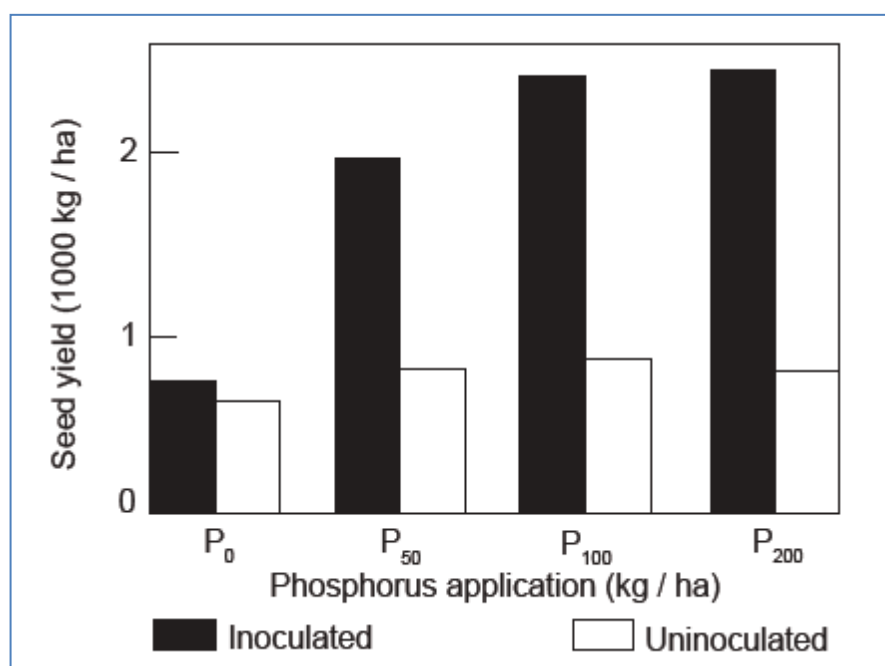 Seed yield (1000 kg / ha)
2
1
0
P₀ P₅₀ P₁₀₀ P₂₀₀
Phosphorus application (kg / ha)
Inoculated Uninoculated